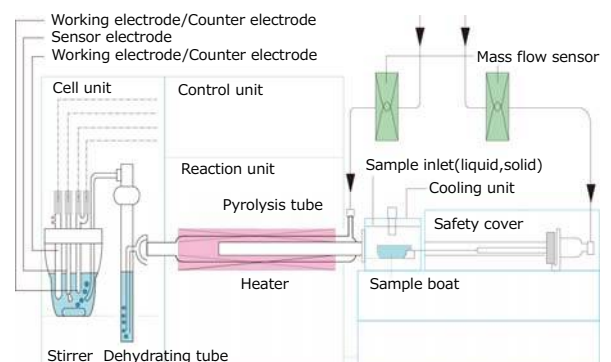 Working electrode/Counter electrode
Sensor electrode
Working electrode/Counter electrode
Mass flow sensor
Cell unit
Control unit
Reaction unit
Sample inlet(liquid,solid)
Cooling unit
Pyrolysis tube
Safety cover
Heater
Sample boat
Stirrer Dehydrating tube